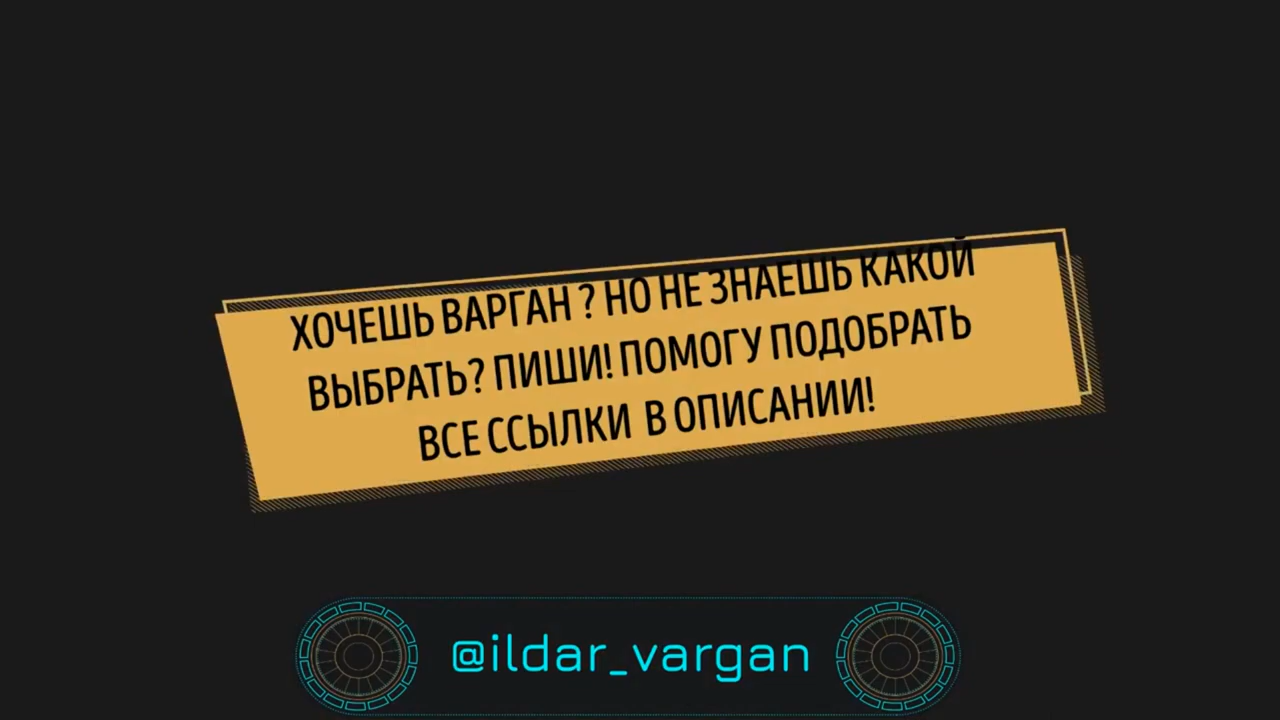 ХОЧЕШЬ ВАРГАН ? НО НЕ ЗНАЕШЬ КАКОЙ
ВЫБРАТЬ? ПИШИ! ПОМОГУ ПОДОБРАТЬ
ВСЕ ССЫЛКИ В ОПИСАНИИ!
@ildar_vargan